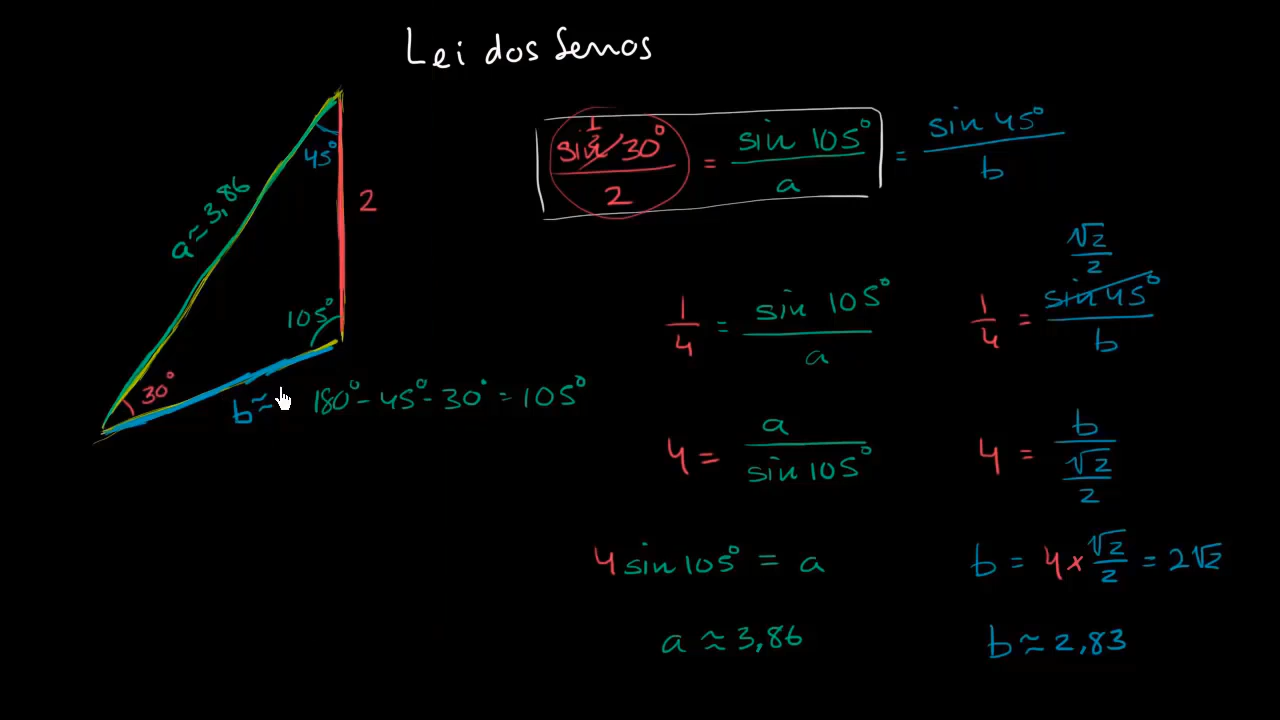 Lei dos Senos
45°
2
a ≈ 3,86
105°
30°
b ≈
180° - 45° - 30° = 105°
1/2
sin 30° / 2 = sin 105° / a = sin 45° / b
1/4 = sin 105° / a
4 = a / sin 105°
4 sin 105° = a
a ≈ 3,86
√2/2
1/4 = sin 45° / b
4 = b / (√2/2)
b = 4 × √2/2 = 2√2
b ≈ 2,83